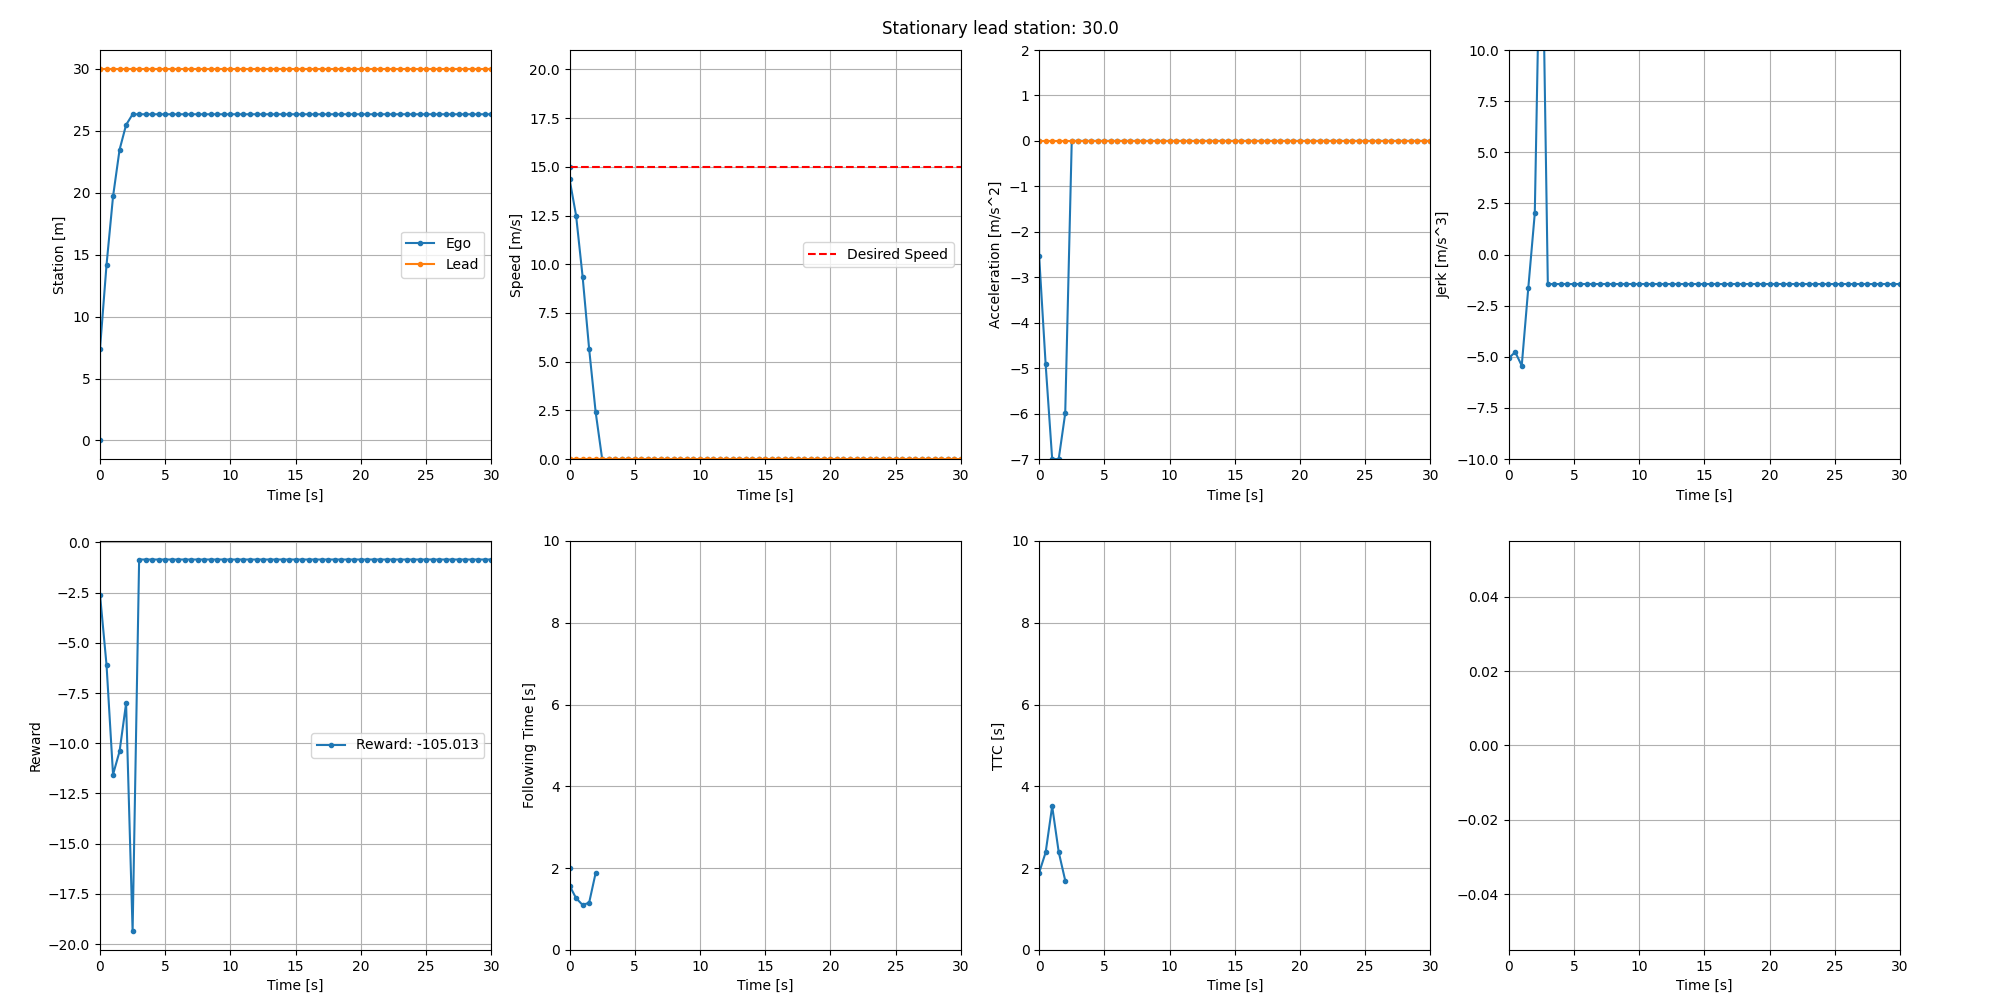 Stationary lead station: 30.0
30
25
20
15
10
5
0
Station [m]
Ego
Lead
0 5 10 15 20 25 30
Time [s]
20.0
17.5
15.0
12.5
10.0
7.5
5.0
2.5
0.0
Speed [m/s]
Desired Speed
0 5 10 15 20 25 30
Time [s]
2
1
0
−1
−2
−3
−4
−5
−6
−7
Acceleration [m/s^2]
0 5 10 15 20 25 30
Time [s]
10.0
7.5
5.0
2.5
0.0
−2.5
−5.0
−7.5
−10.0
Jerk [m/s^3]
0 5 10 15 20 25 30
Time [s]
0.0
−2.5
−5.0
−7.5
−10.0
−12.5
−15.0
−17.5
−20.0
Reward
Reward: -105.013
0 5 10 15 20 25 30
Time [s]
10
8
6
4
2
0
Following Time [s]
0 5 10 15 20 25 30
Time [s]
10
8
6
4
2
0
TTC [s]
0 5 10 15 20 25 30
Time [s]
0.04
0.02
0.00
−0.02
−0.04
0 5 10 15 20 25 30
Time [s]